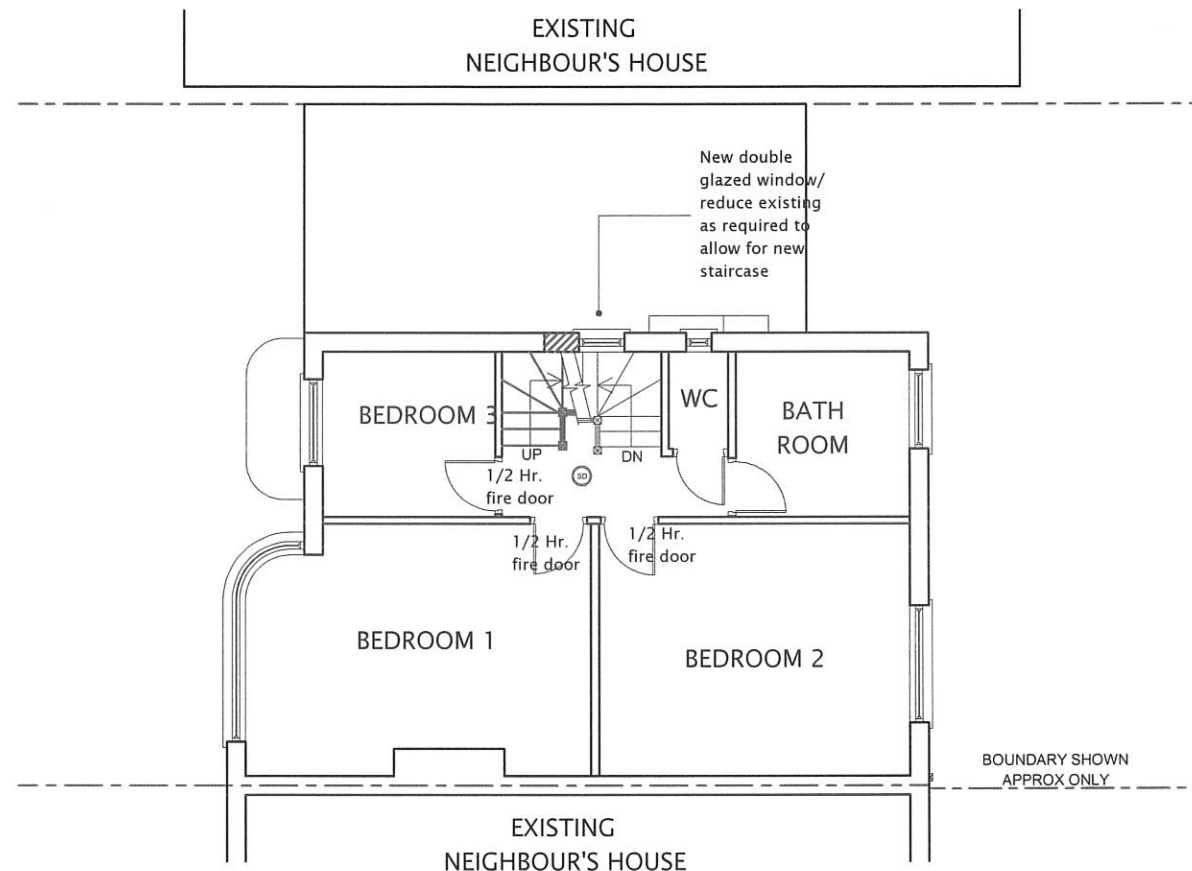 EXISTING
NEIGHBOUR'S HOUSE
New double
glazed window/
reduce existing
as required to
allow for new
staircase
BEDROOM 3
WC
BATH
ROOM
UP
DN
1/2 Hr.
fire door
SD
1/2 Hr.
fire door
1/2 Hr.
fire door
BEDROOM 1
BEDROOM 2
BOUNDARY SHOWN
APPROX ONLY
EXISTING
NEIGHBOUR'S HOUSE